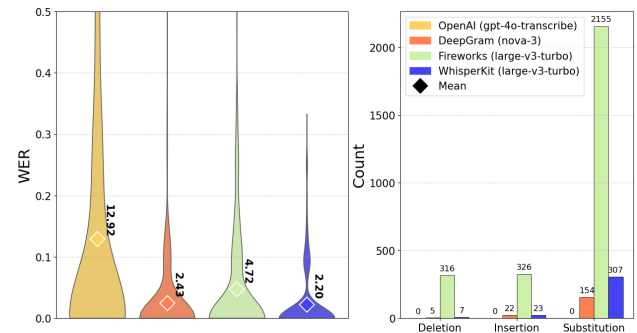 0.5
0.4
0.3
0.2
0.1
0.0
WER
12.92
2.43
4.72
2.20
OpenAI (gpt-4o-transcribe)
DeepGram (nova-3)
Fireworks (large-v3-turbo)
WhisperKit (large-v3-turbo)
Mean
2000
1500
1000
500
0
Count
2155
316
326
307
154
0
5
7
0
22
23
0
Deletion
Insertion
Substitution